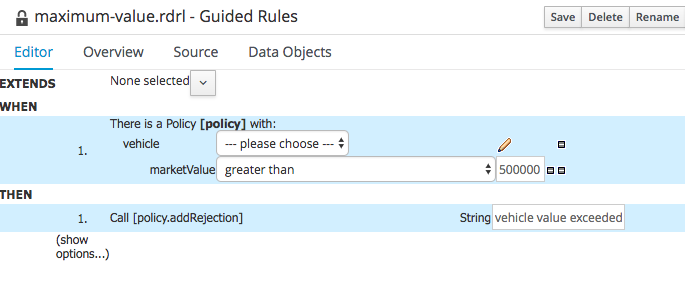 maximum-value.rdrl - Guided Rules
Save Delete Rename
Editor Overview Source Data Objects
EXTENDS None selected
WHEN
There is a Policy [policy] with:
1. vehicle --- please choose ---
marketValue greater than 500000
THEN
1. Call [policy.addRejection] String vehicle value exceeded
(show
options...)